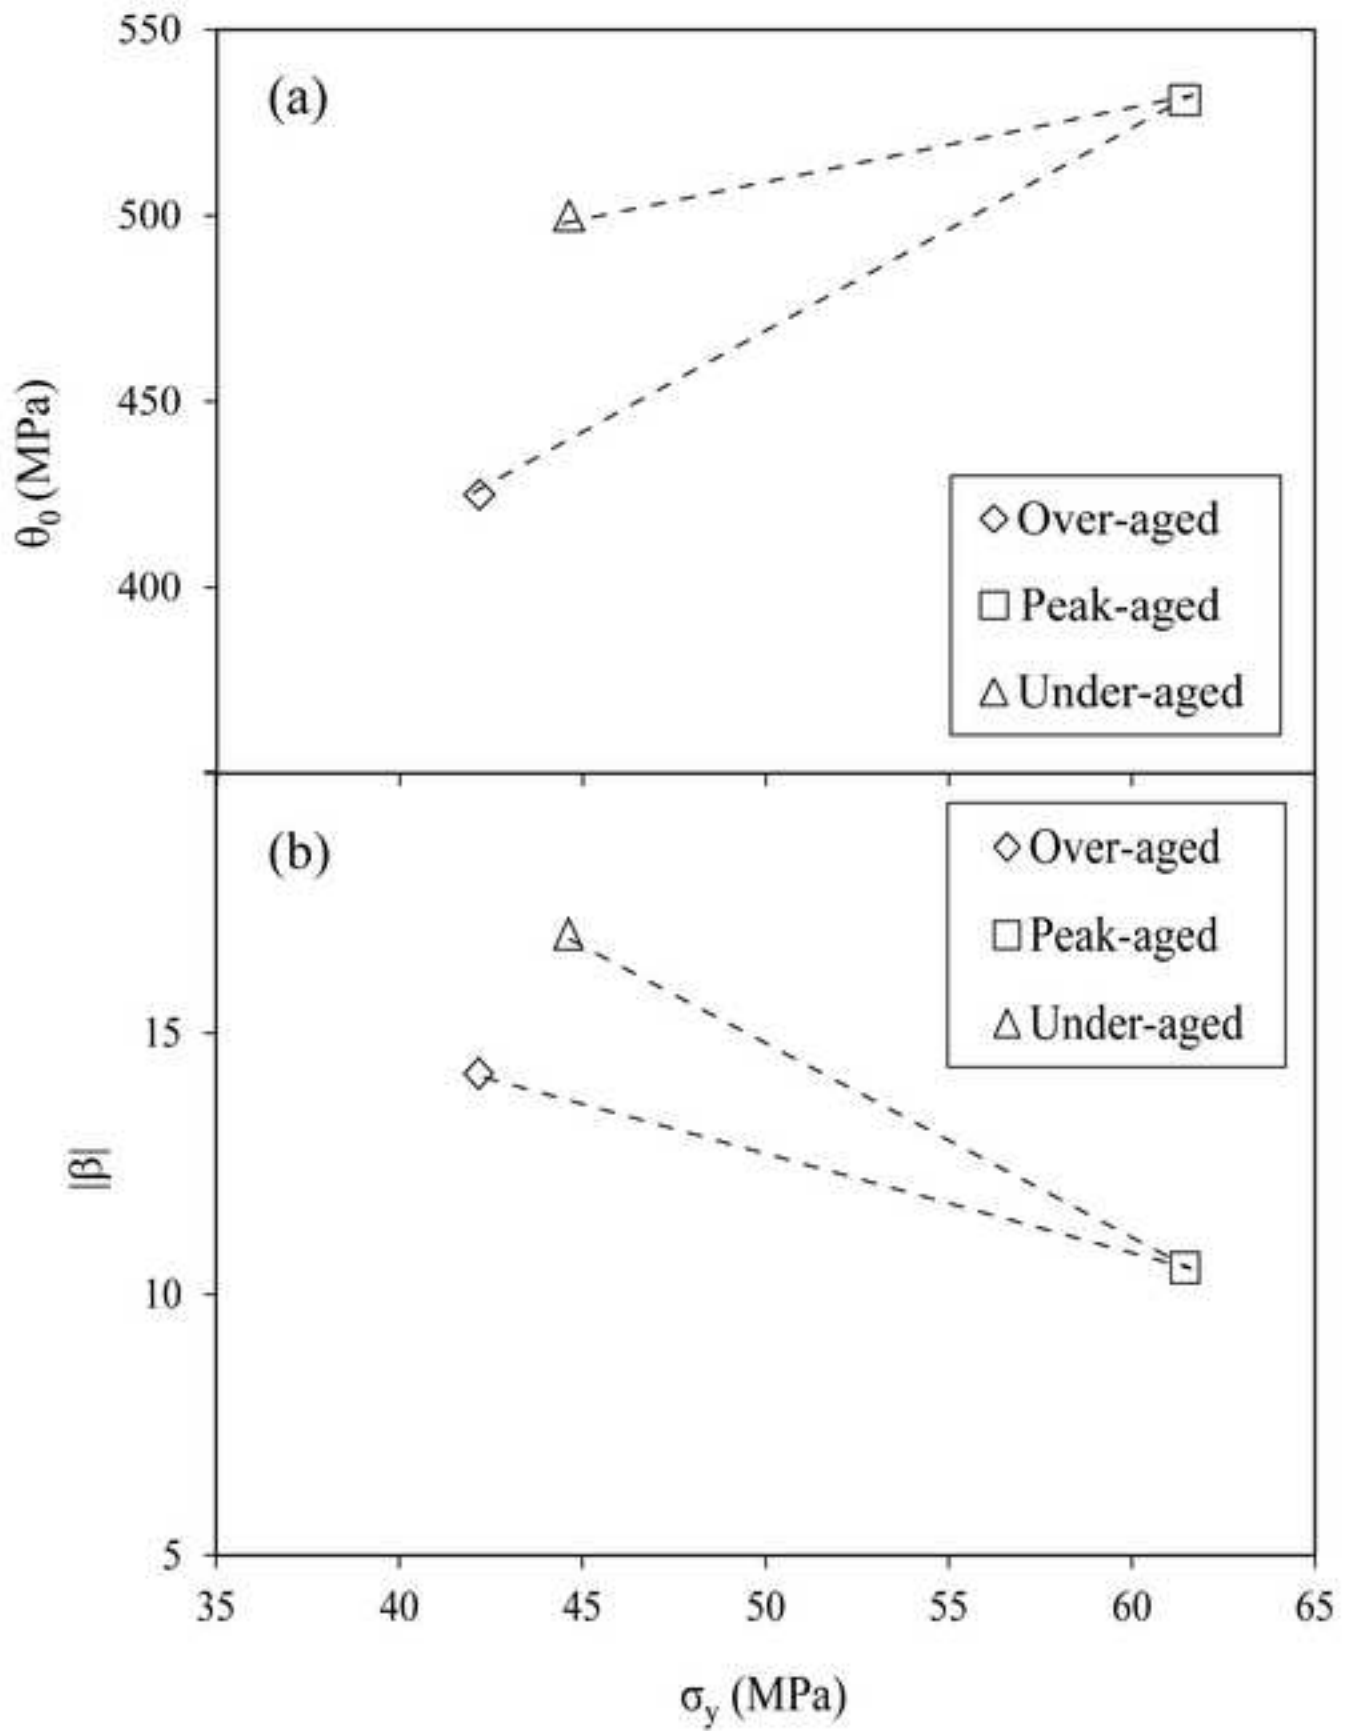 550
(a)
500
450
400
θ0 (MPa)
Over-aged
Peak-aged
Under-aged
(b)
Over-aged
Peak-aged
Under-aged
15
10
5
|β|
35 40 45 50 55 60 65
σy (MPa)